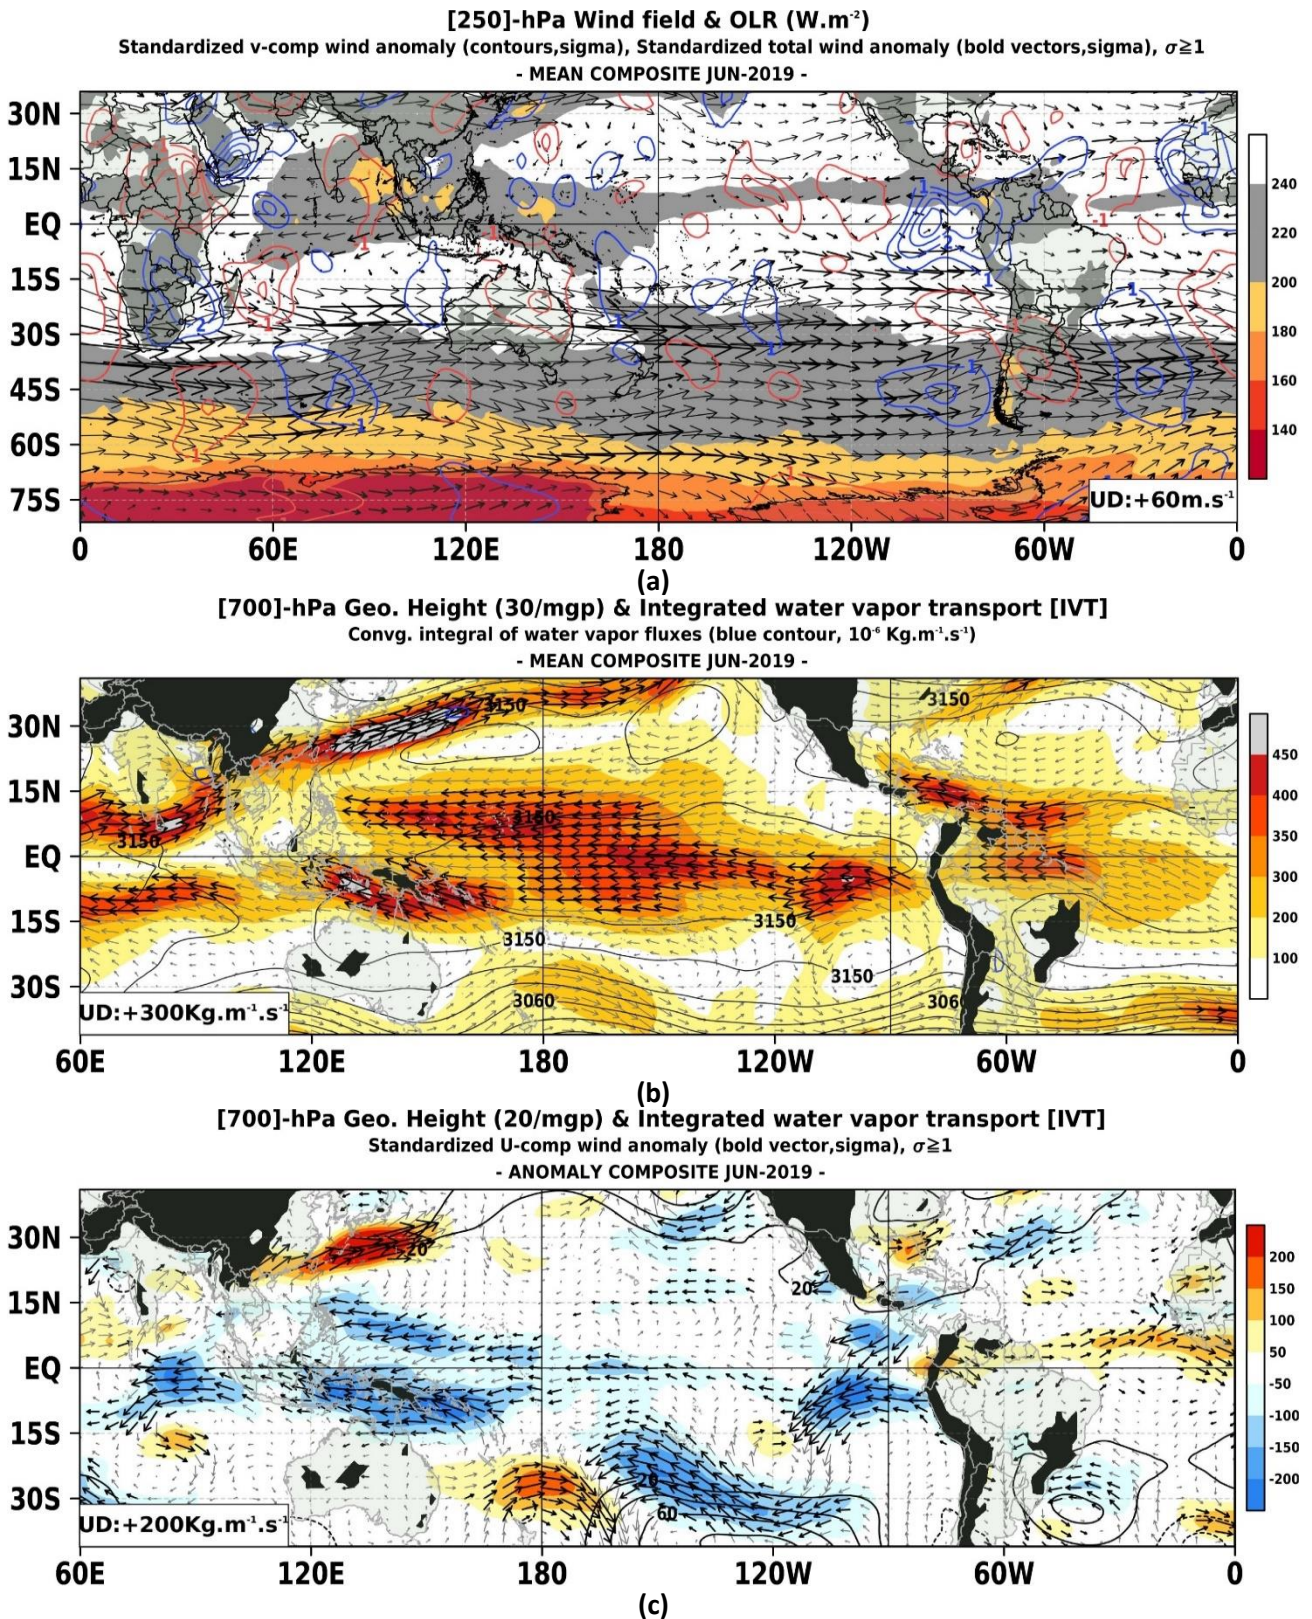 [250]-hPa Wind field & OLR (W.m⁻²)
Standardized v-comp wind anomaly (contours,sigma), Standardized total wind anomaly (bold vectors,sigma), σ≧1
- MEAN COMPOSITE JUN-2019 -
30N
15N
EQ
15S
30S
45S
60S
75S
0 60E 120E 180 120W 60W 0
240
220
200
180
160
140
UD:+60m.s⁻¹
(a)
[700]-hPa Geo. Height (30/mgp) & Integrated water vapor transport [IVT]
Convg. integral of water vapor fluxes (blue contour, 10⁻⁶ Kg.m⁻¹.s⁻¹)
- MEAN COMPOSITE JUN-2019 -
30N
15N
EQ
15S
30S
3150
3150
3150
3150
3150
3150
3150
3060
3060
60E 120E 180 120W 60W 0
450
400
350
300
200
100
UD:+300Kg.m⁻¹.s⁻¹
(b)
[700]-hPa Geo. Height (20/mgp) & Integrated water vapor transport [IVT]
Standardized U-comp wind anomaly (bold vector,sigma), σ≧1
- ANOMALY COMPOSITE JUN-2019 -
30N
15N
EQ
15S
30S
20
20
60
60E 120E 180 120W 60W 0
200
150
100
50
-50
-100
-150
-200
UD:+200Kg.m⁻¹.s⁻¹
(c)